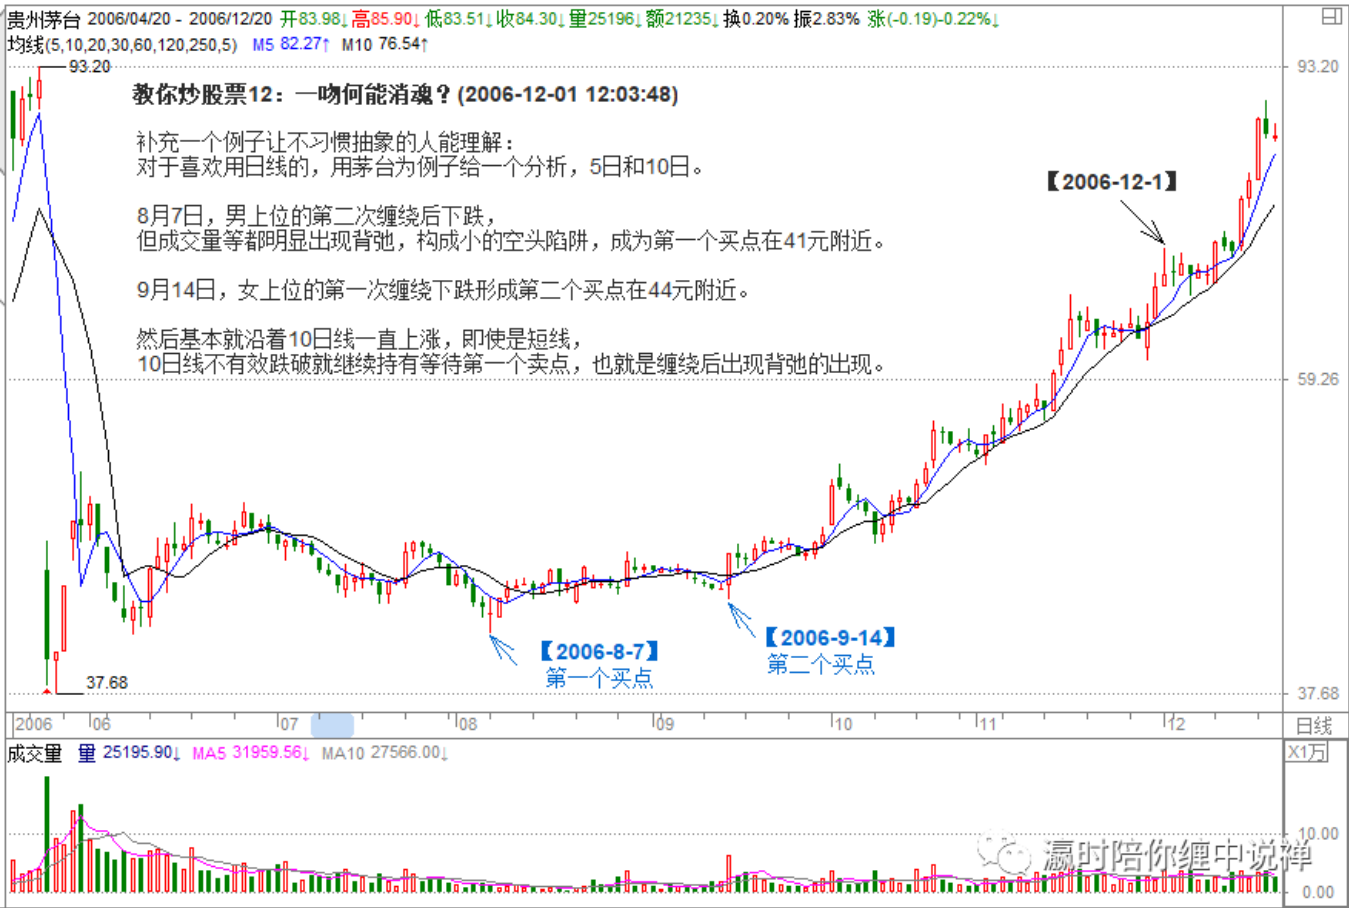 贵州茅台 2006/04/20 - 2006/12/20 开83.98↓ 高85.90↓ 低83.51↓ 收84.30↓ 量25196↓ 额21235↓ 换0.20% 振2.83% 涨(-0.19)-0.22%↓
均线(5,10,20,30,60,120,250,5) M5 82.27↑ M10 76.54↑
93.20
93.20
教你炒股票12：一吻何能消魂？(2006-12-01 12:03:48)
补充一个例子让不习惯抽象的人能理解：
对于喜欢用日线的，用茅台为例子给一个分析，5日和10日。
【2006-12-1】
8月7日，男上位的第二次缠绕后下跌，
但成交量等都明显出现背弛，构成小的空头陷阱，成为第一个买点在41元附近。
9月14日，女上位的第一次缠绕下跌形成第二个买点在44元附近。
然后基本就沿着10日线一直上涨，即使是短线，
10日线不有效跌破就继续持有等待第一个卖点，也就是缠绕后出现背弛的出现。
59.26
【2006-8-7】
第一个买点
【2006-9-14】
第二个买点
37.68
37.68
2006 06 07 08 09 10 11 12 日线
成交量 量 25195.90↓ MA5 31959.56↓ MA10 27566.00↓
X1万
10.00
瀛时陪你缠中说禅
0.00